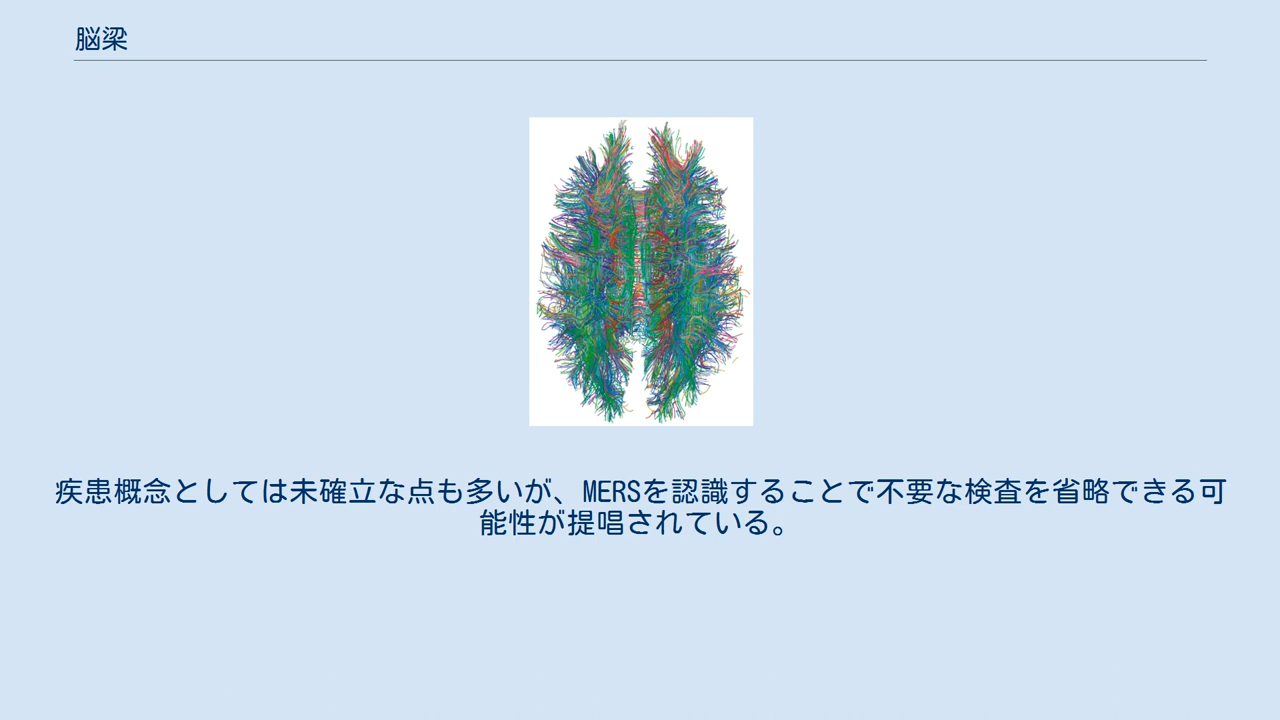 脳梁
疾患概念としては未確立な点も多いが、MERSを認識することで不要な検査を省略できる可
能性が提唱されている。